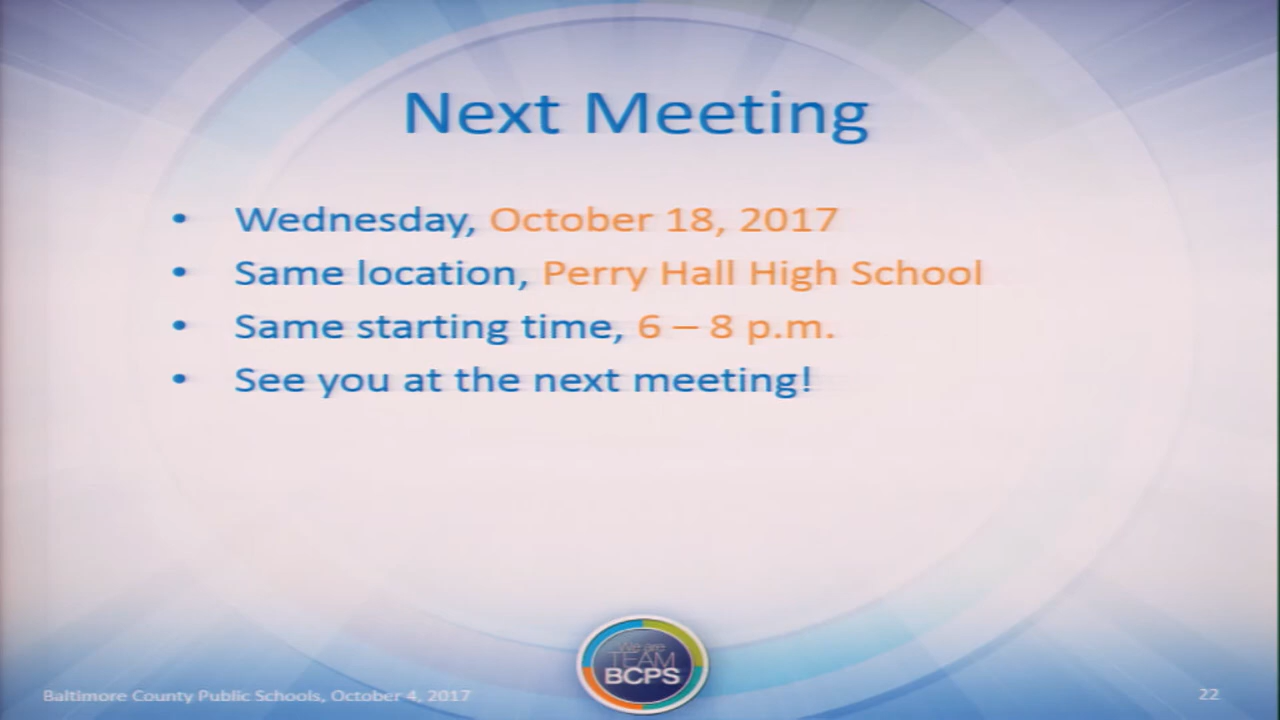 Next Meeting
• Wednesday, October 18, 2017
• Same location, Perry Hall High School
• Same starting time, 6 – 8 p.m.
• See you at the next meeting!
We are
TEAM
BCPS
Baltimore County Public Schools, October 4, 2017
22